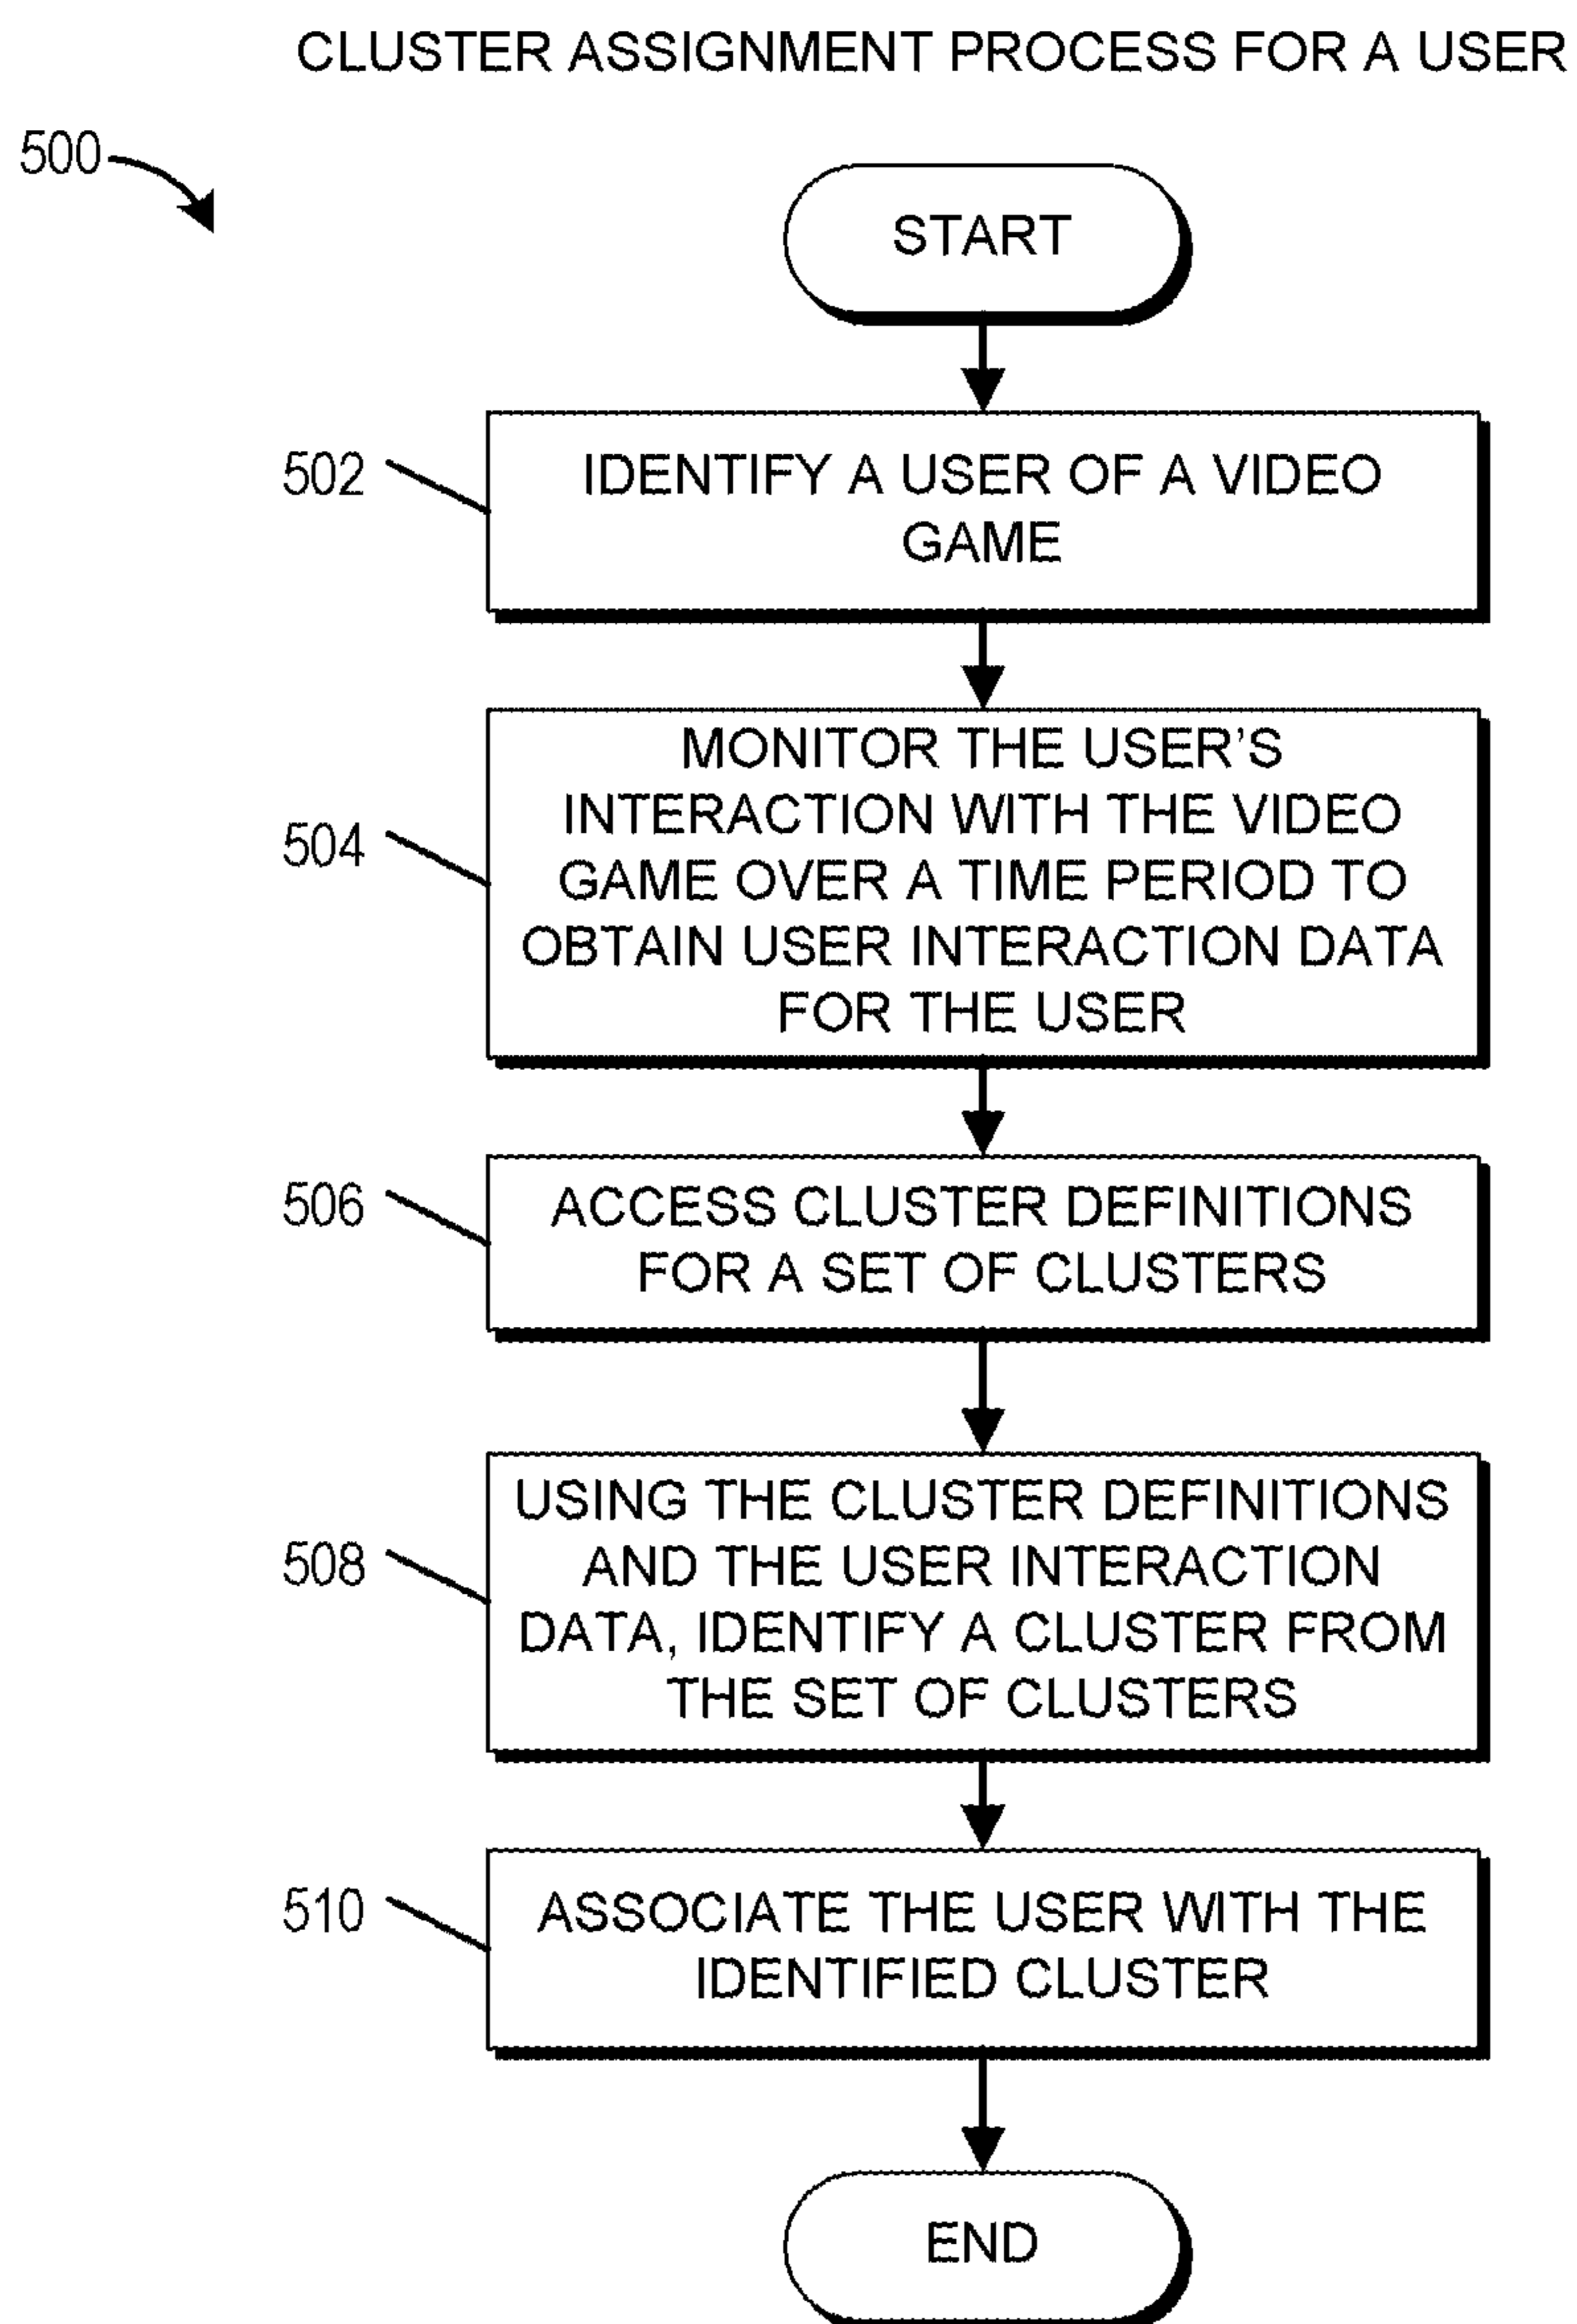 CLUSTER ASSIGNMENT PROCESS FOR A USER
500
START
502
IDENTIFY A USER OF A VIDEO
GAME
504
MONITOR THE USER’S
INTERACTION WITH THE VIDEO
GAME OVER A TIME PERIOD TO
OBTAIN USER INTERACTION DATA
FOR THE USER
506
ACCESS CLUSTER DEFINITIONS
FOR A SET OF CLUSTERS
508
USING THE CLUSTER DEFINITIONS
AND THE USER INTERACTION
DATA, IDENTIFY A CLUSTER FROM
THE SET OF CLUSTERS
510
ASSOCIATE THE USER WITH THE
IDENTIFIED CLUSTER
END